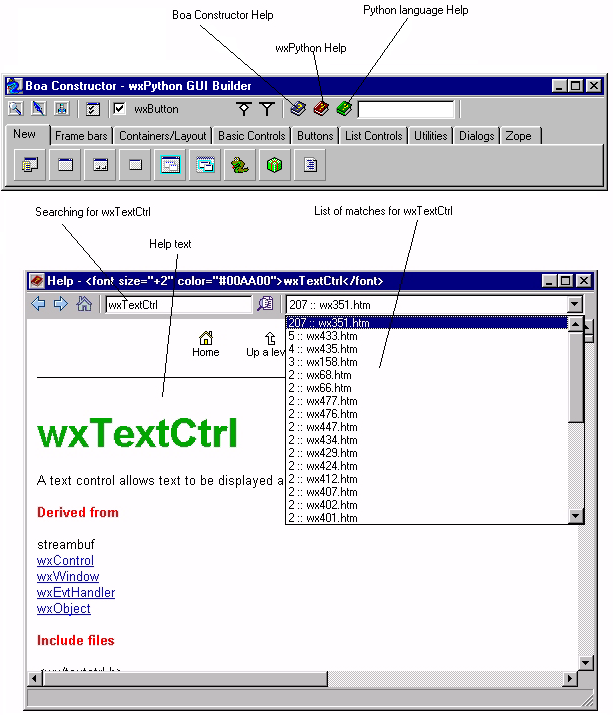 Python language Help
Boa Constructor Help
wxPython Help
Boa Constructor - wxPython GUI Builder
wxButton
New Frame bars Containers/Layout Basic Controls Buttons List Controls Utilities Dialogs Zope
Searching for wxTextCtrl
List of matches for wxTextCtrl
Help text
Help - <font size="+2" color="#00AA00">wxTextCtrl</font>
wxTextCtrl
207 :: wx351.htm
207 :: wx351.htm
5 :: wx433.htm
4 :: wx435.htm
3 :: wx158.htm
2 :: wx68.htm
2 :: wx66.htm
2 :: wx477.htm
2 :: wx476.htm
2 :: wx447.htm
2 :: wx434.htm
2 :: wx429.htm
2 :: wx424.htm
2 :: wx412.htm
2 :: wx407.htm
2 :: wx402.htm
2 :: wx401.htm
Home Up a lev
wxTextCtrl
A text control allows text to be displayed a
Derived from
streambuf
wxControl
wxWindow
wxEvtHandler
wxObject
Include files